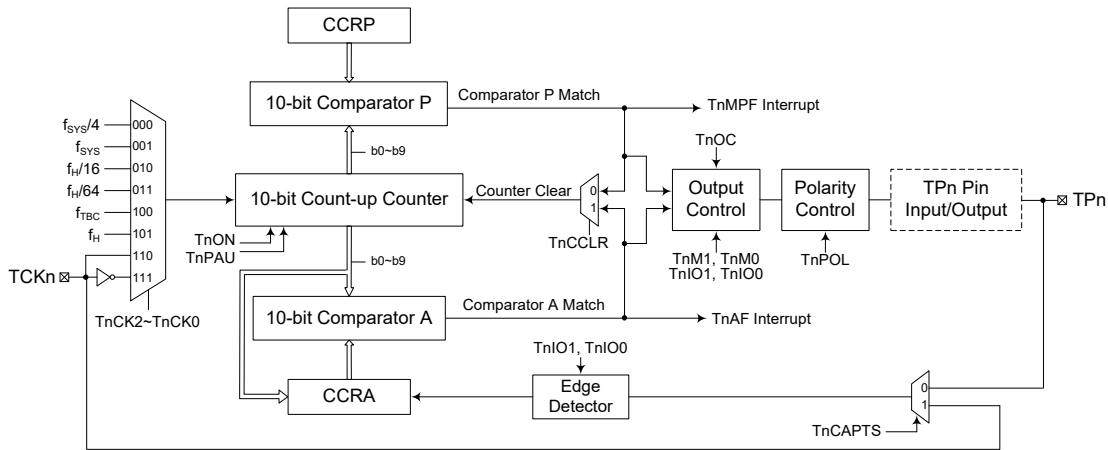 CCRP
10-bit Comparator P
Comparator P Match
TnMPF Interrupt
b0~b9
TnOC
fSYS/4
000
fSYS
001
fH/16
010
fH/64
011
fTBC
100
fH
101
110
111
TCKn
TnCK2~TnCK0
10-bit Count-up Counter
TnON
TnPAU
Counter Clear
0
1
TnCCLR
Output
Control
TnM1, TnM0
TnIO1, TnIO0
Polarity
Control
TnPOL
TPn Pin
Input/Output
TPn
b0~b9
10-bit Comparator A
Comparator A Match
TnAF Interrupt
TnIO1, TnIO0
CCRA
Edge
Detector
0
1
TnCAPTS